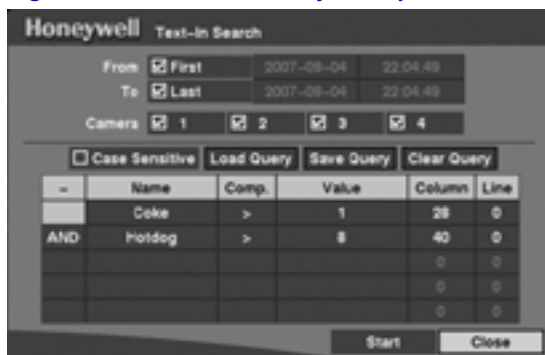 Honeywell Text-In Search
From First 2007-09-04 22:04:49
To Last 2007-09-04 22:04:49
Camera 1 2 3 4
Case Sensitive Load Query Save Query Clear Query
- Name Comp. Value Column Line
Coke > 1 28 0
AND Hotdog > 8 40 0
0 0
0 0
0 0
Start Close